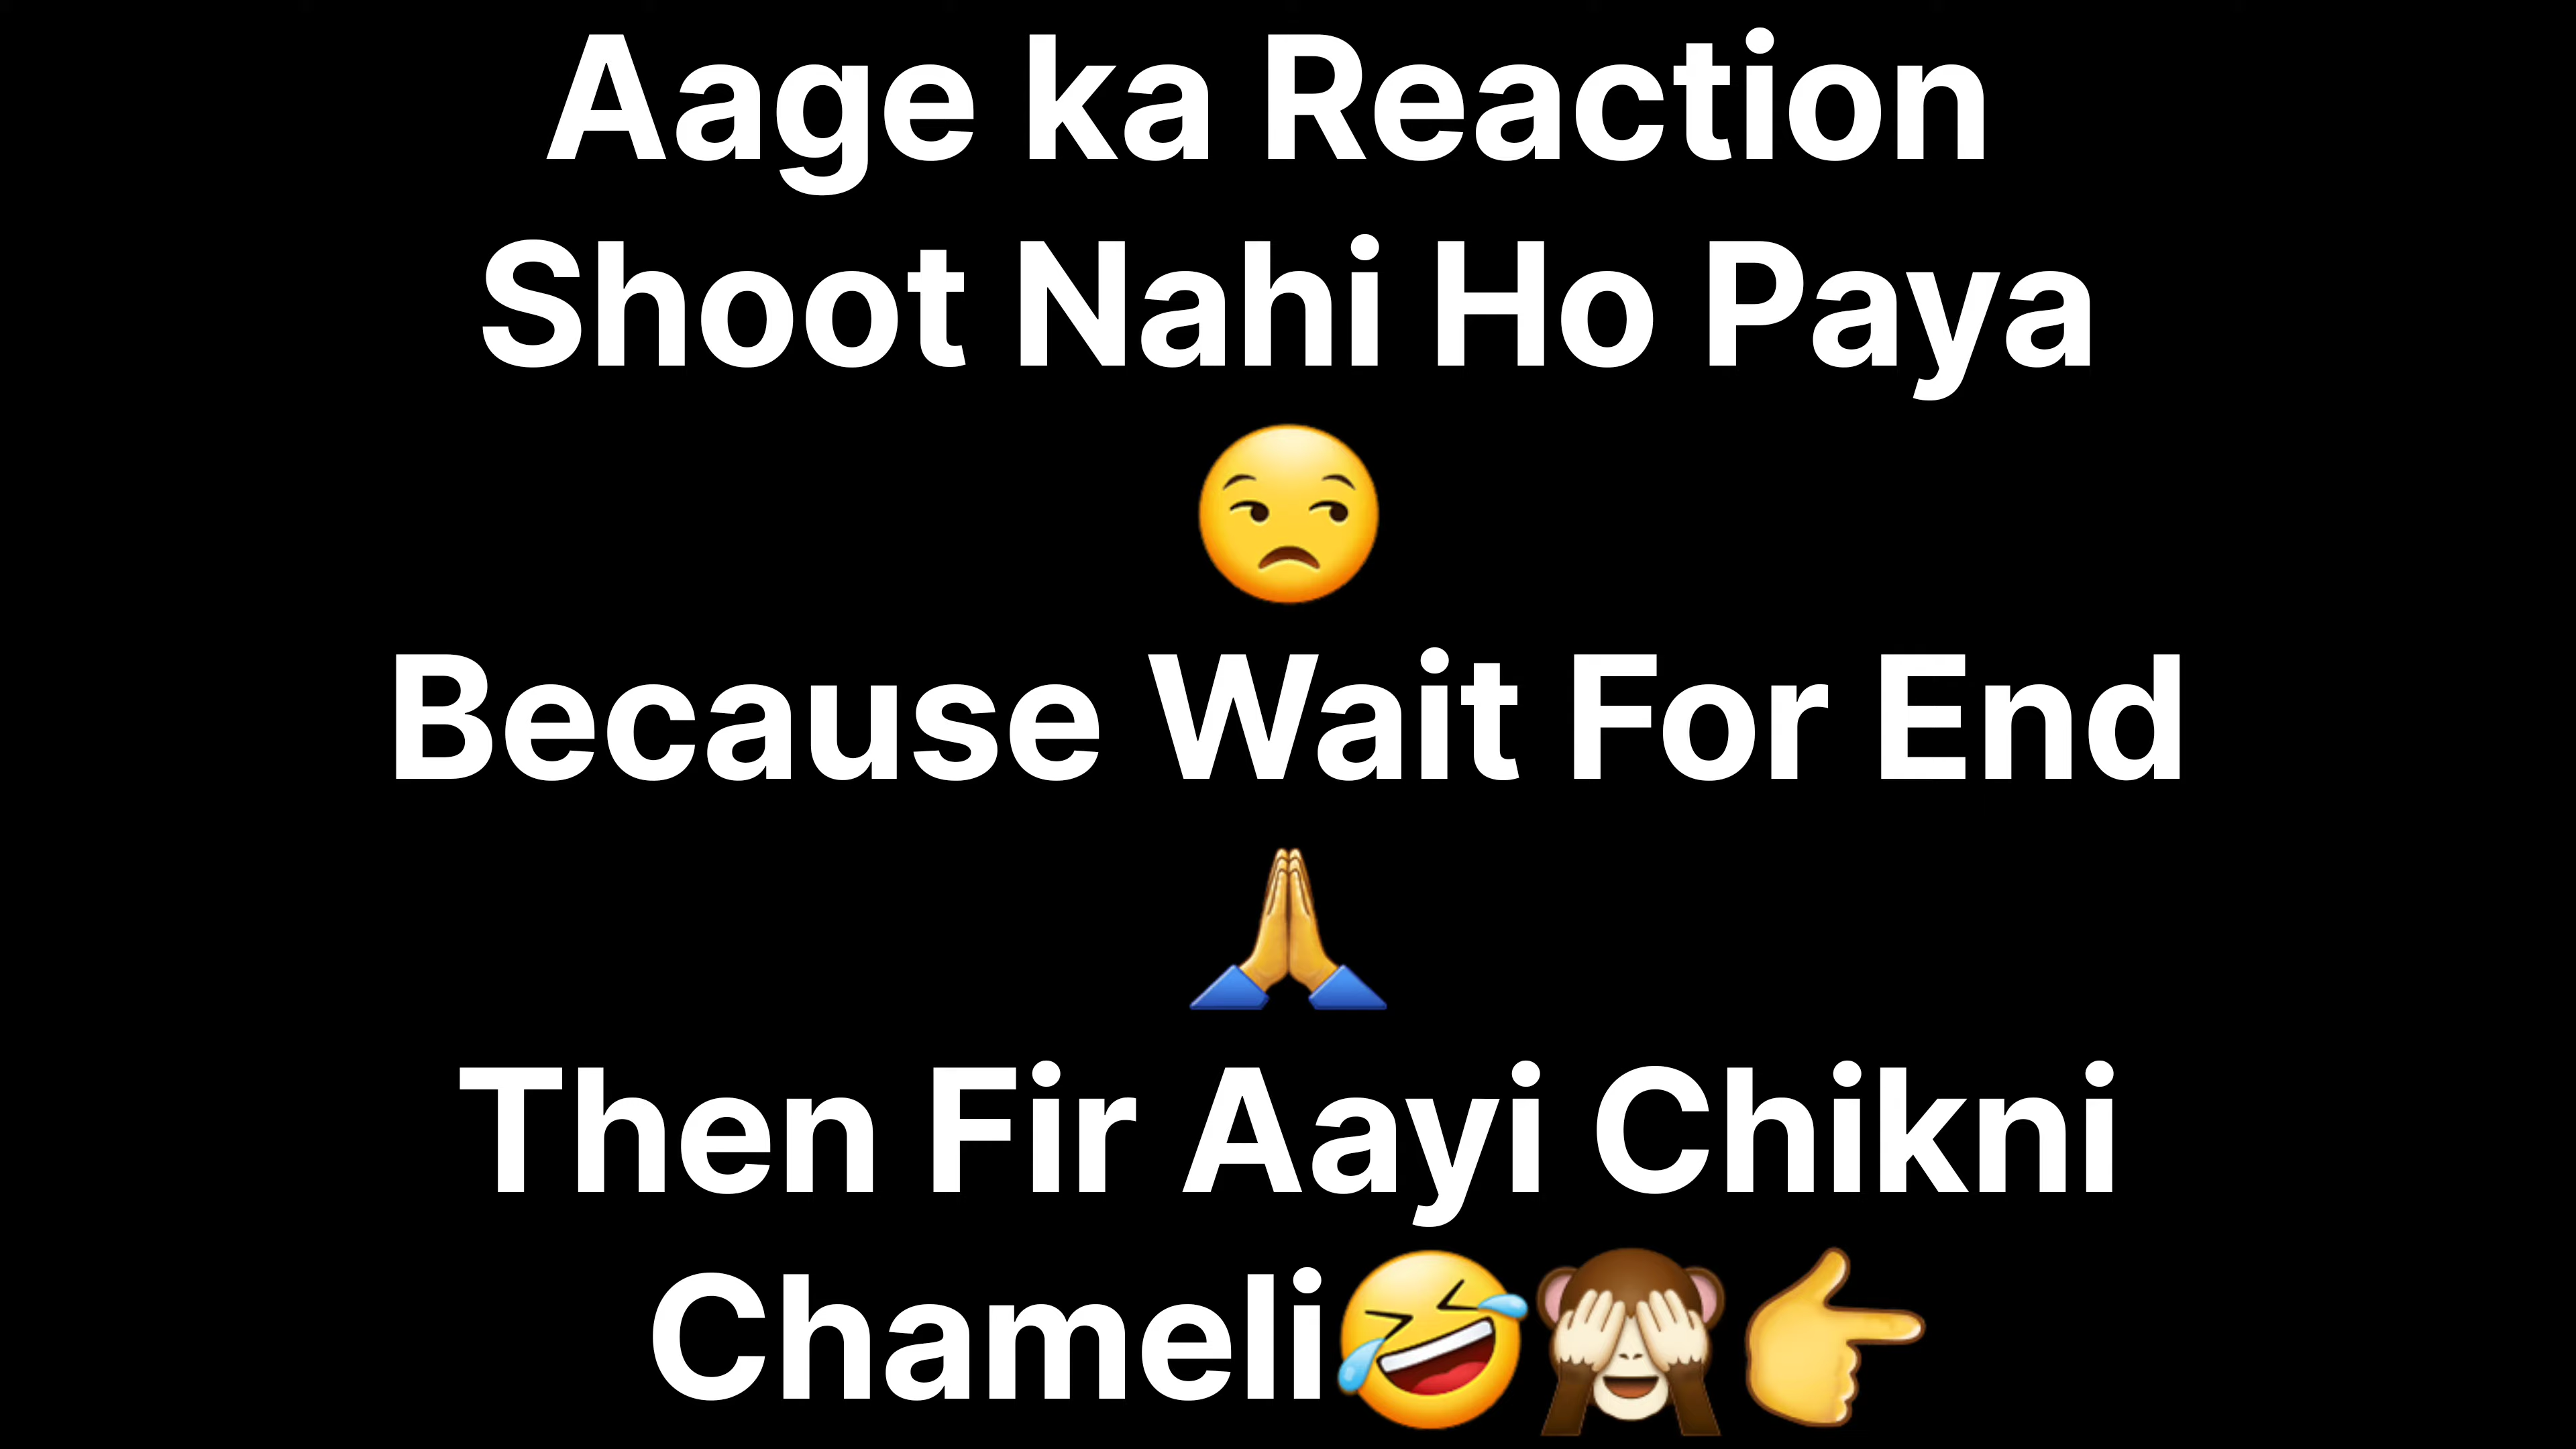 Aage ka Reaction
Shoot Nahi Ho Paya
😒
Because Wait For End
🙏
Then Fir Aayi Chikni
Chameli🤣🙈👉